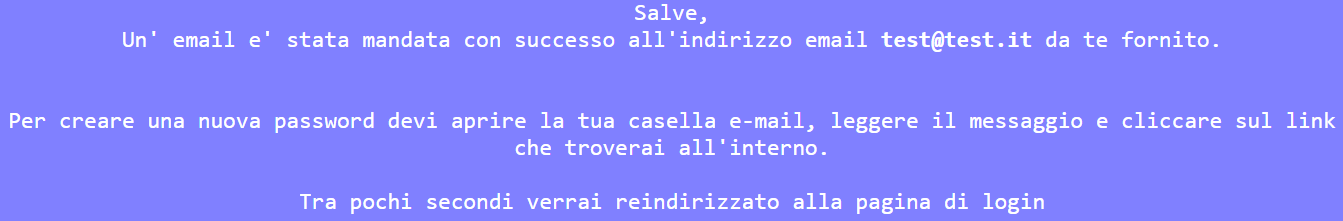 Salve,
Un' email e' stata mandata con successo all'indirizzo email test@test.it da te fornito.
Per creare una nuova password devi aprire la tua casella e-mail, leggere il messaggio e cliccare sul link
che troverai all'interno.
Tra pochi secondi verrai reindirizzato alla pagina di login